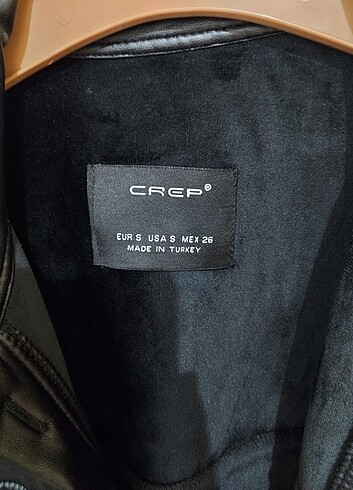 CREP®
EUR S USA S MEX 26
MADE IN TURKEY